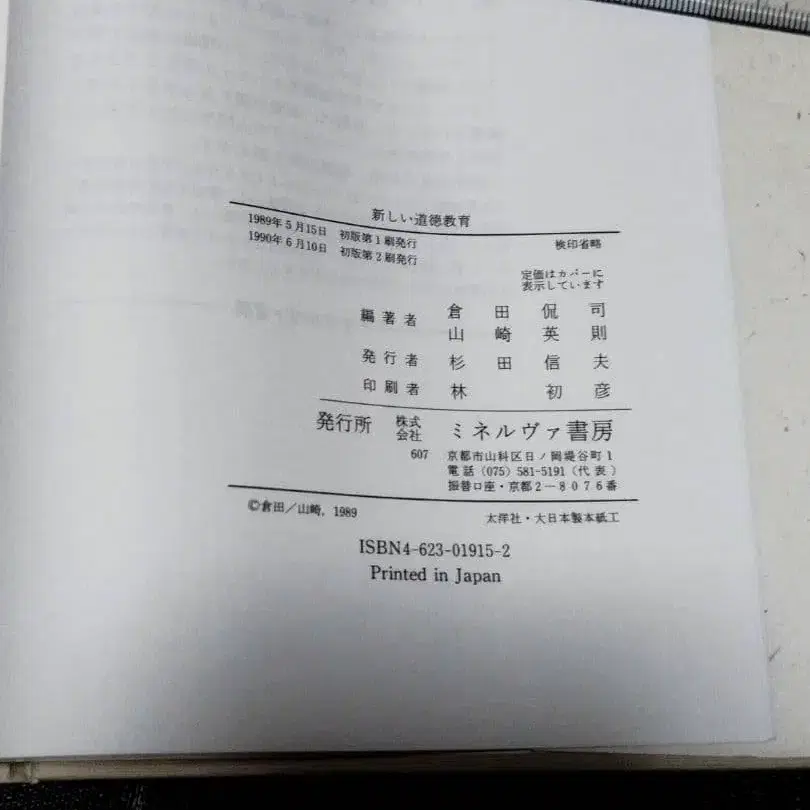 新しい道徳教育
1989年5月15日 初版第1刷発行 検印省略
1990年6月10日 初版第2刷発行
定価はカバーに
表示しています
編著者 倉田侃司
山崎英則
発行者 杉田信夫
印刷者 林初彦
発行所 株式会社 ミネルヴァ書房
607 京都市山科区日ノ岡堤谷町1
電話(075)581-5191(代表)
振替口座・京都2―8076番
©倉田/山崎, 1989 太洋社・大日本製本紙工
ISBN4-623-01915-2
Printed in Japan